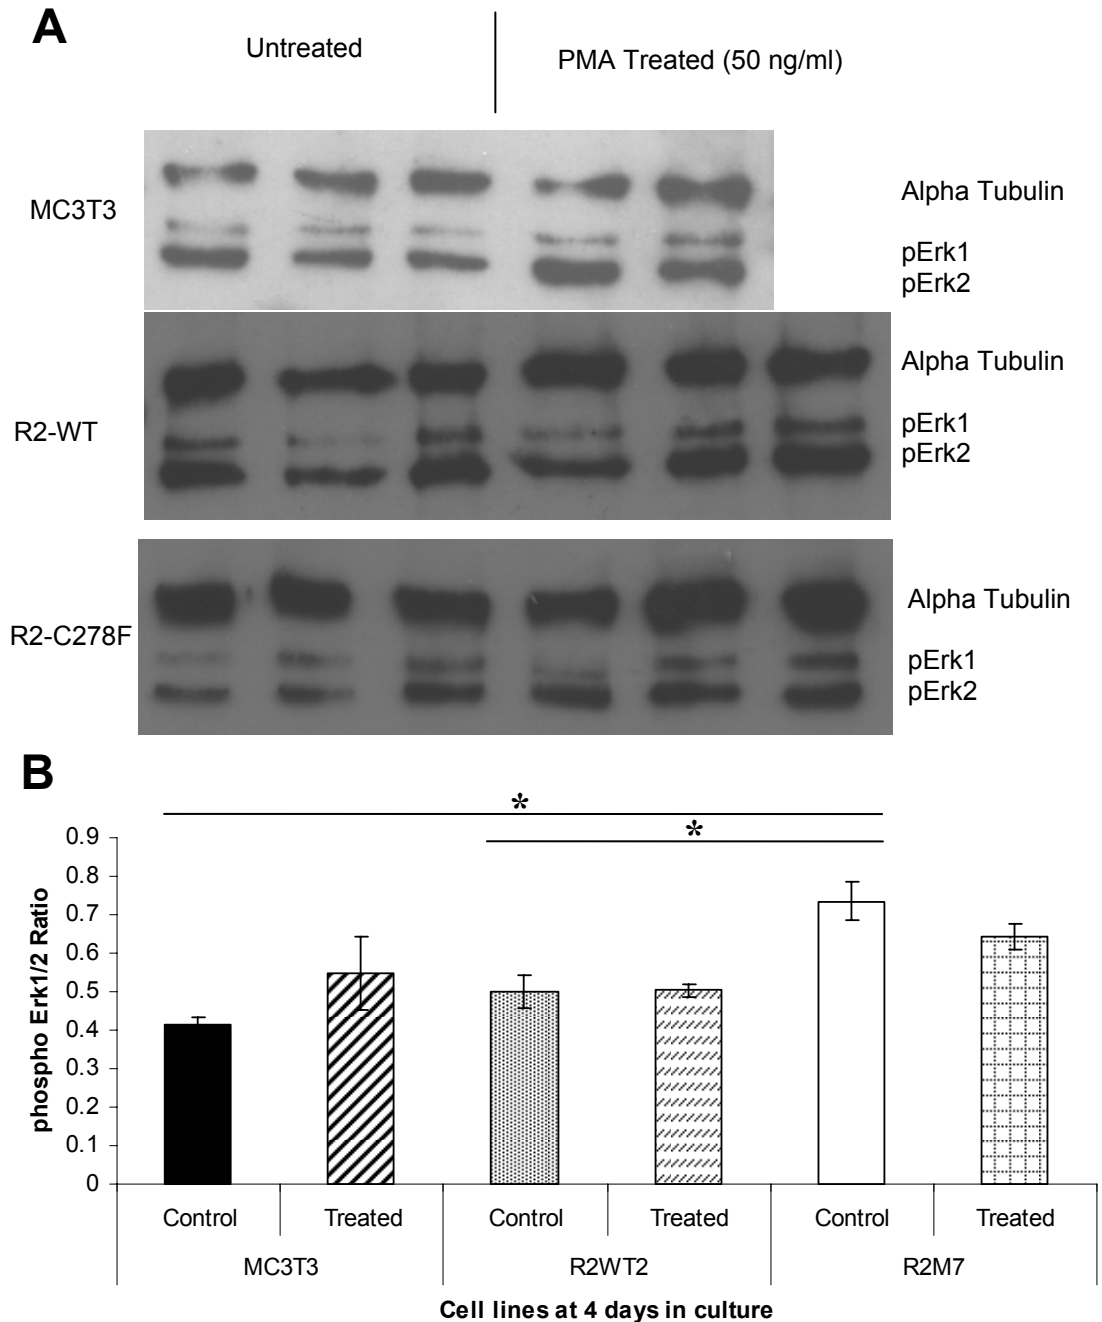 A
Untreated
PMA Treated (50 ng/ml)
MC3T3
Alpha Tubulin
pErk1
pErk2
R2-WT
Alpha Tubulin
pErk1
pErk2
R2-C278F
Alpha Tubulin
pErk1
pErk2
B
*
*
phospho Erk1/2 Ratio
0.9
0.8
0.7
0.6
0.5
0.4
0.3
0.2
0.1
0
Control Treated Control Treated Control Treated
MC3T3 R2WT2 R2M7
Cell lines at 4 days in culture